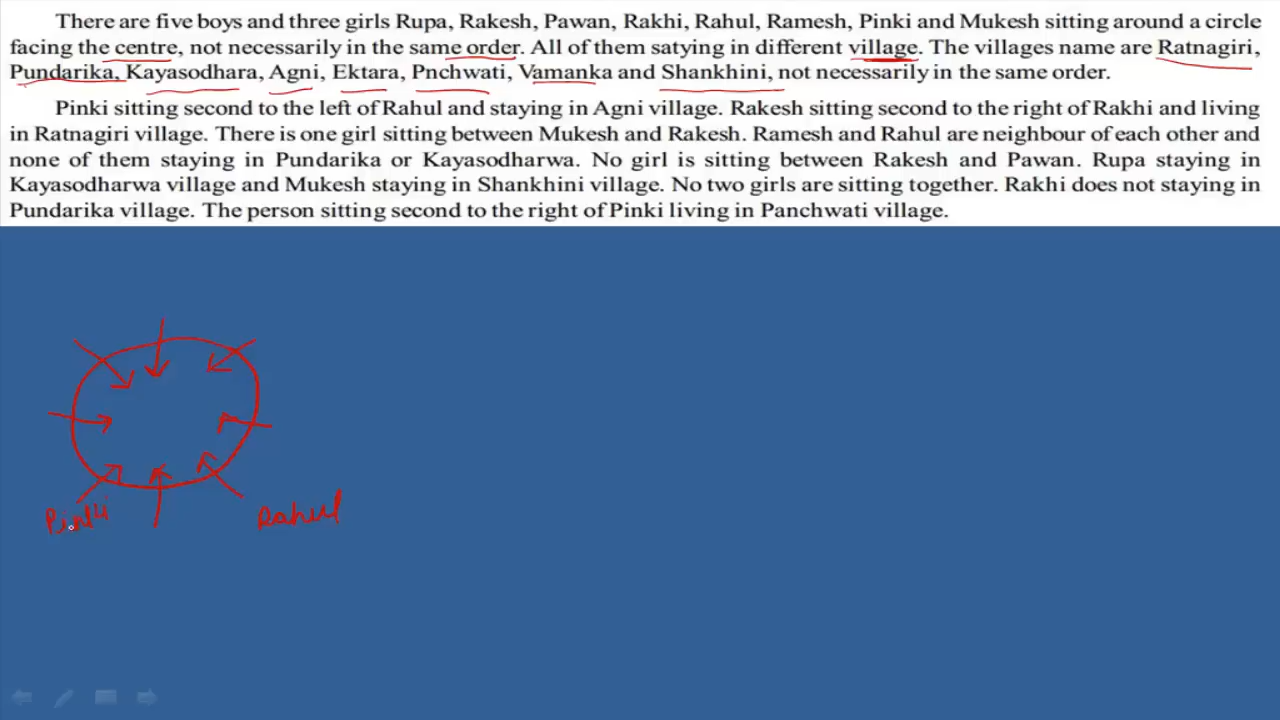 There are five boys and three girls Rupa, Rakesh, Pawan, Rakhi, Rahul, Ramesh, Pinki and Mukesh sitting around a circle
facing the centre, not necessarily in the same order. All of them satying in different village. The villages name are Ratnagiri,
Pundarika, Kayasodhara, Agni, Ektara, Pnchwati, Vamanka and Shankhini, not necessarily in the same order.
Pinki sitting second to the left of Rahul and staying in Agni village. Rakesh sitting second to the right of Rakhi and living
in Ratnagiri village. There is one girl sitting between Mukesh and Rakesh. Ramesh and Rahul are neighbour of each other and
none of them staying in Pundarika or Kayasodharwa. No girl is sitting between Rakesh and Pawan. Rupa staying in
Kayasodharwa village and Mukesh staying in Shankhini village. No two girls are sitting together. Rakhi does not staying in
Pundarika village. The person sitting second to the right of Pinki living in Panchwati village.
Pinki Rahul